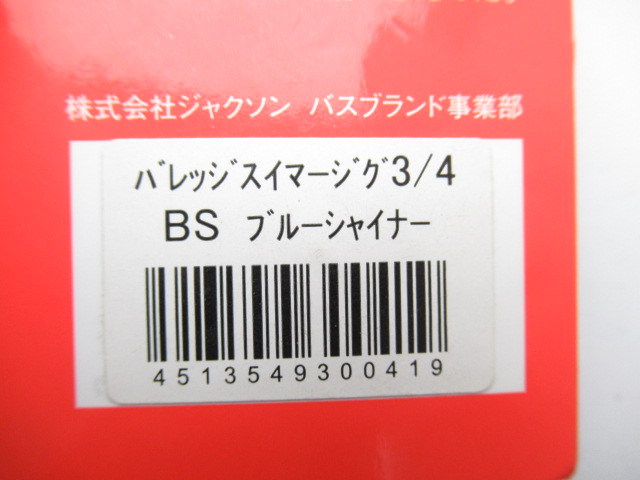 株式会社ジャクソン バスブランド事業部
ﾊﾞﾚｯｼﾞスイマージグ3/4
BS ブルーシャイナー
4513549300419